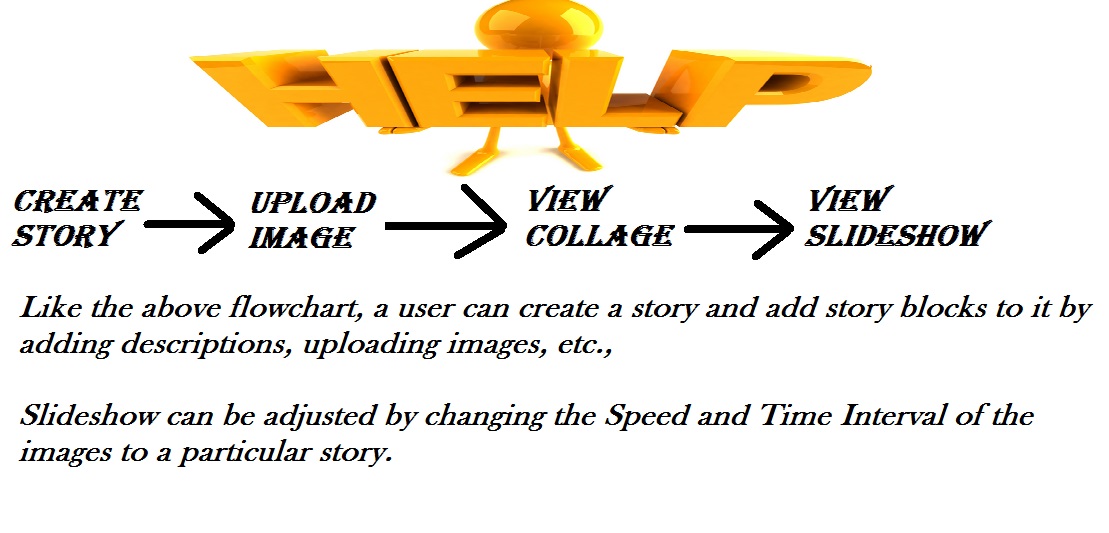 HELP
CREATE STORY
UPLOAD IMAGE
VIEW COLLAGE
VIEW SLIDESHOW
Like the above flowchart, a user can create a story and add story blocks to it by
adding descriptions, uploading images, etc.,
Slideshow can be adjusted by changing the Speed and Time Interval of the
images to a particular story.